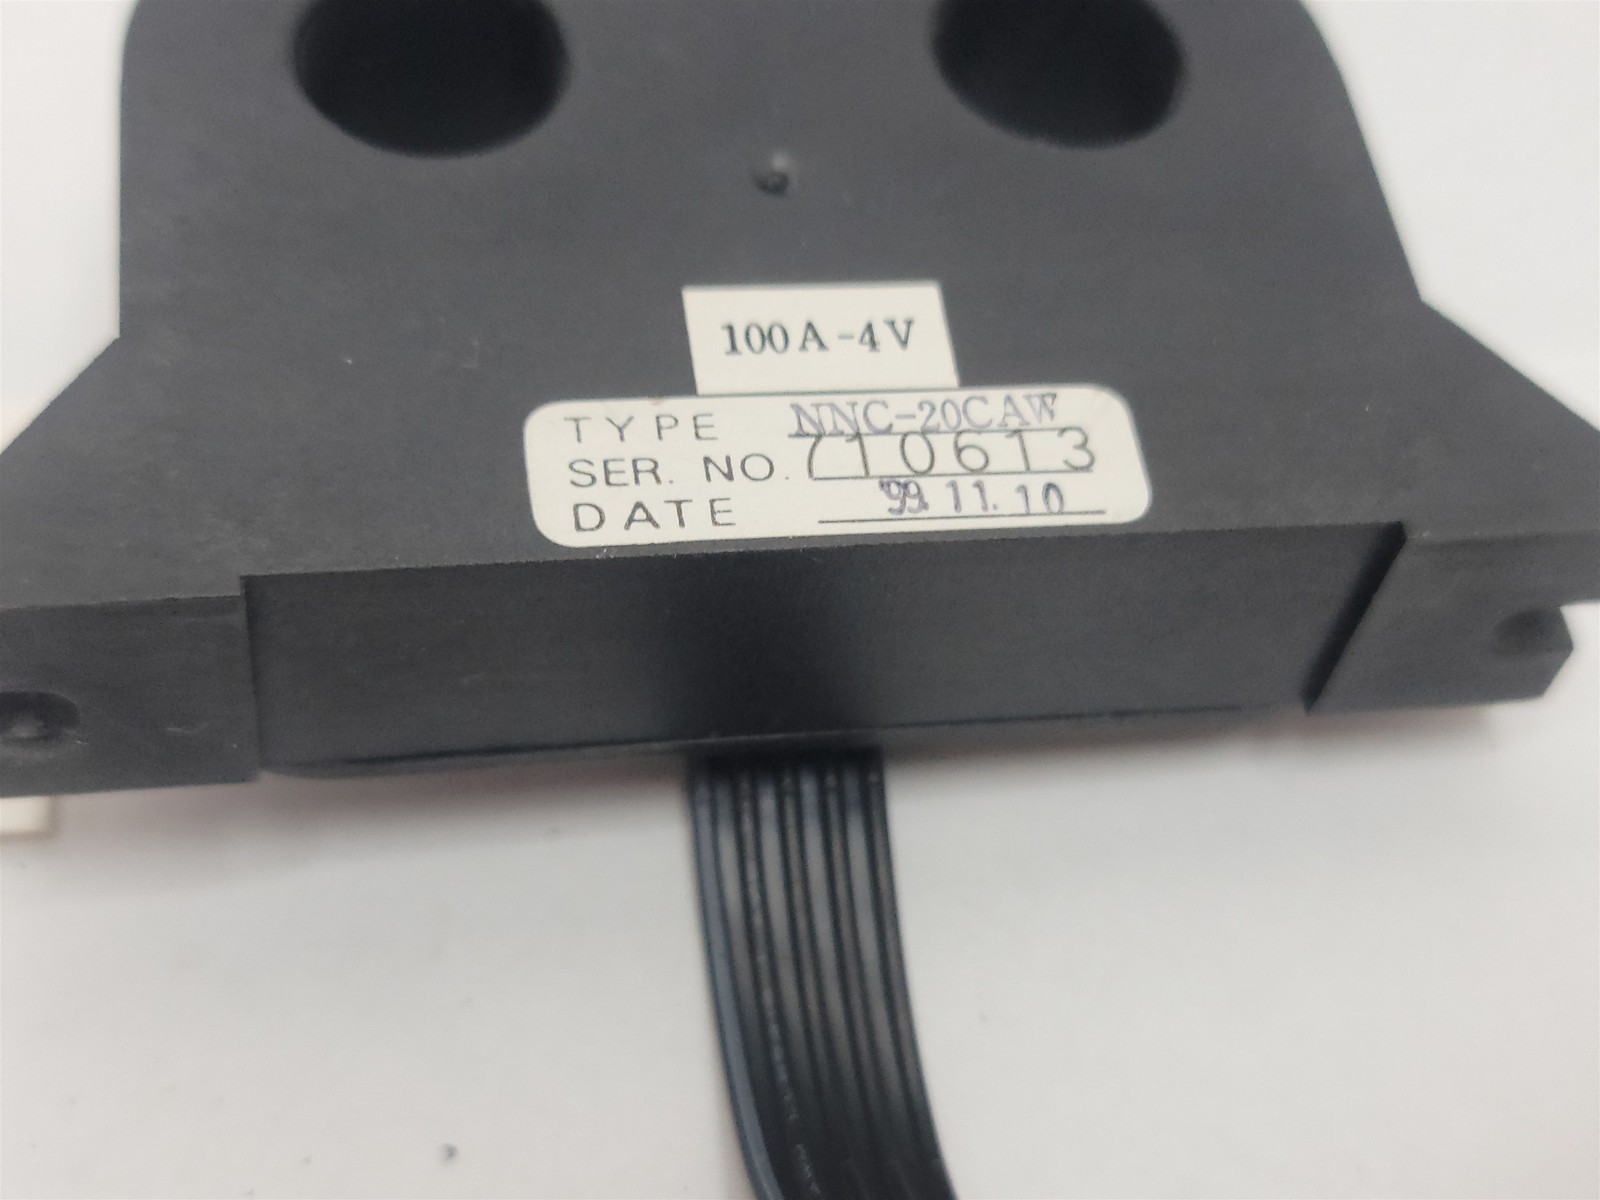 100A-4V
TYPE NNC-20CAW
SER. NO. 710613
DATE '99. 11. 10